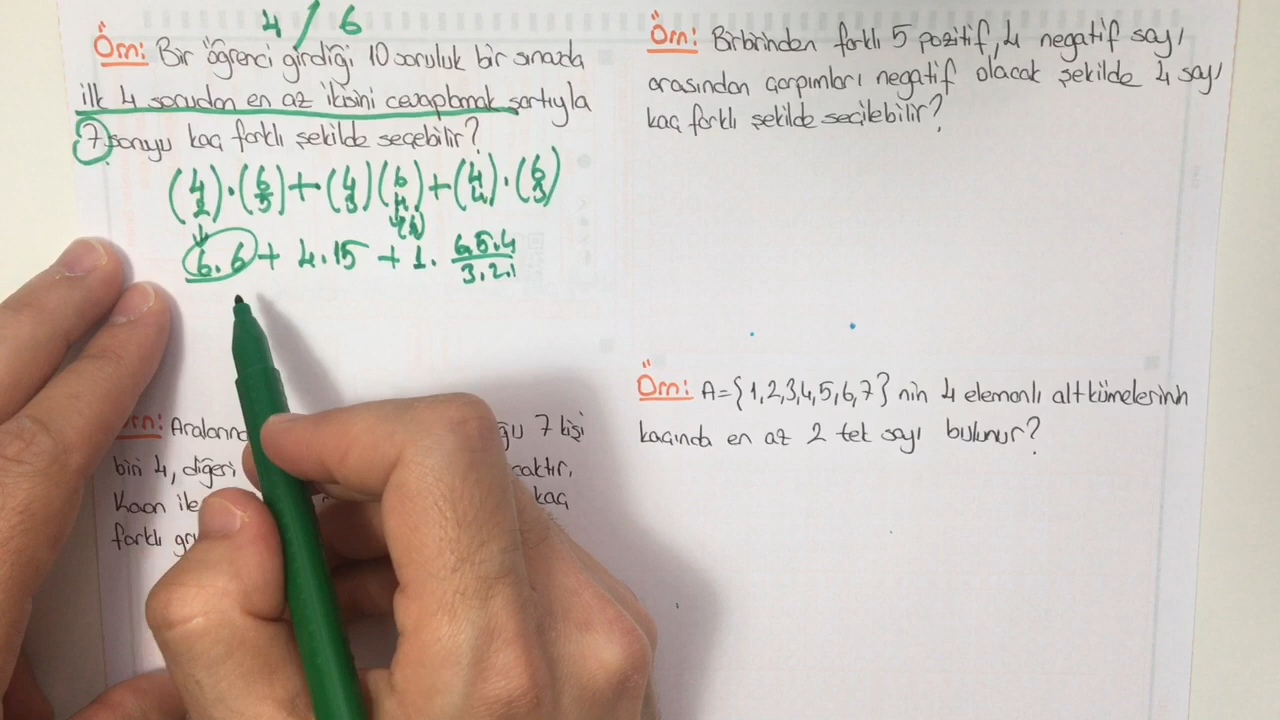 4 / 6
Örn: Bir öğrenci girdiği 10 soruluk bir sınavda
ilk 4 sorudan en az ikisini cevaplamak şartıyla
7 soruyu kaç farklı şekilde seçebilir?
(4 2)·(6 5)+(4 3)(6 4)+(4 4)·(6 3)
6.6 + 4.15 + 1. 6.5.4/3.2.1
Örn: Birbirinden farklı 5 pozitif, 4 negatif sayı
arasından çarpımları negatif olacak şekilde 4 sayı
kaç farklı şekilde seçilebilir?
Örn: A={1,2,3,4,5,6,7} nin 4 elemanlı alt kümelerinin
kaçında en az 2 tek sayı bulunur?
7 kişi
biri 4, diğeri
Kaan ile kaç
farklı